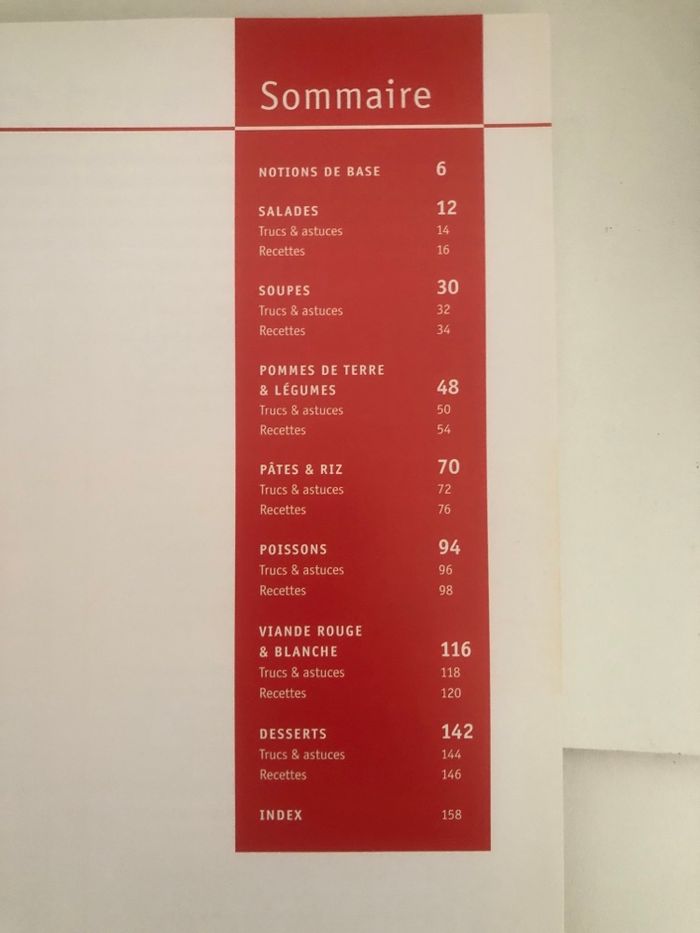 Sommaire
NOTIONS DE BASE 6
SALADES 12
Trucs & astuces 14
Recettes 16
SOUPES 30
Trucs & astuces 32
Recettes 34
POMMES DE TERRE
& LÉGUMES 48
Trucs & astuces 50
Recettes 54
PÂTES & RIZ 70
Trucs & astuces 72
Recettes 76
POISSONS 94
Trucs & astuces 96
Recettes 98
VIANDE ROUGE
& BLANCHE 116
Trucs & astuces 118
Recettes 120
DESSERTS 142
Trucs & astuces 144
Recettes 146
INDEX 158